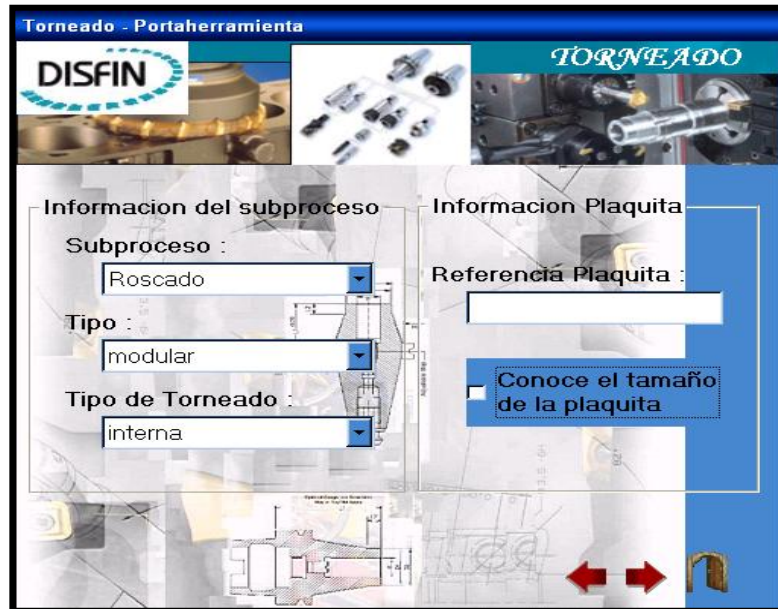 Torneado - Portaherramienta
DISFIN
TORNEADO
Informacion del subproceso
Subproceso :
Roscado
Tipo :
modular
Tipo de Torneado :
interna
Informacion Plaquita
Referencia Plaquita :
Conoce el tamaño
de la plaquita